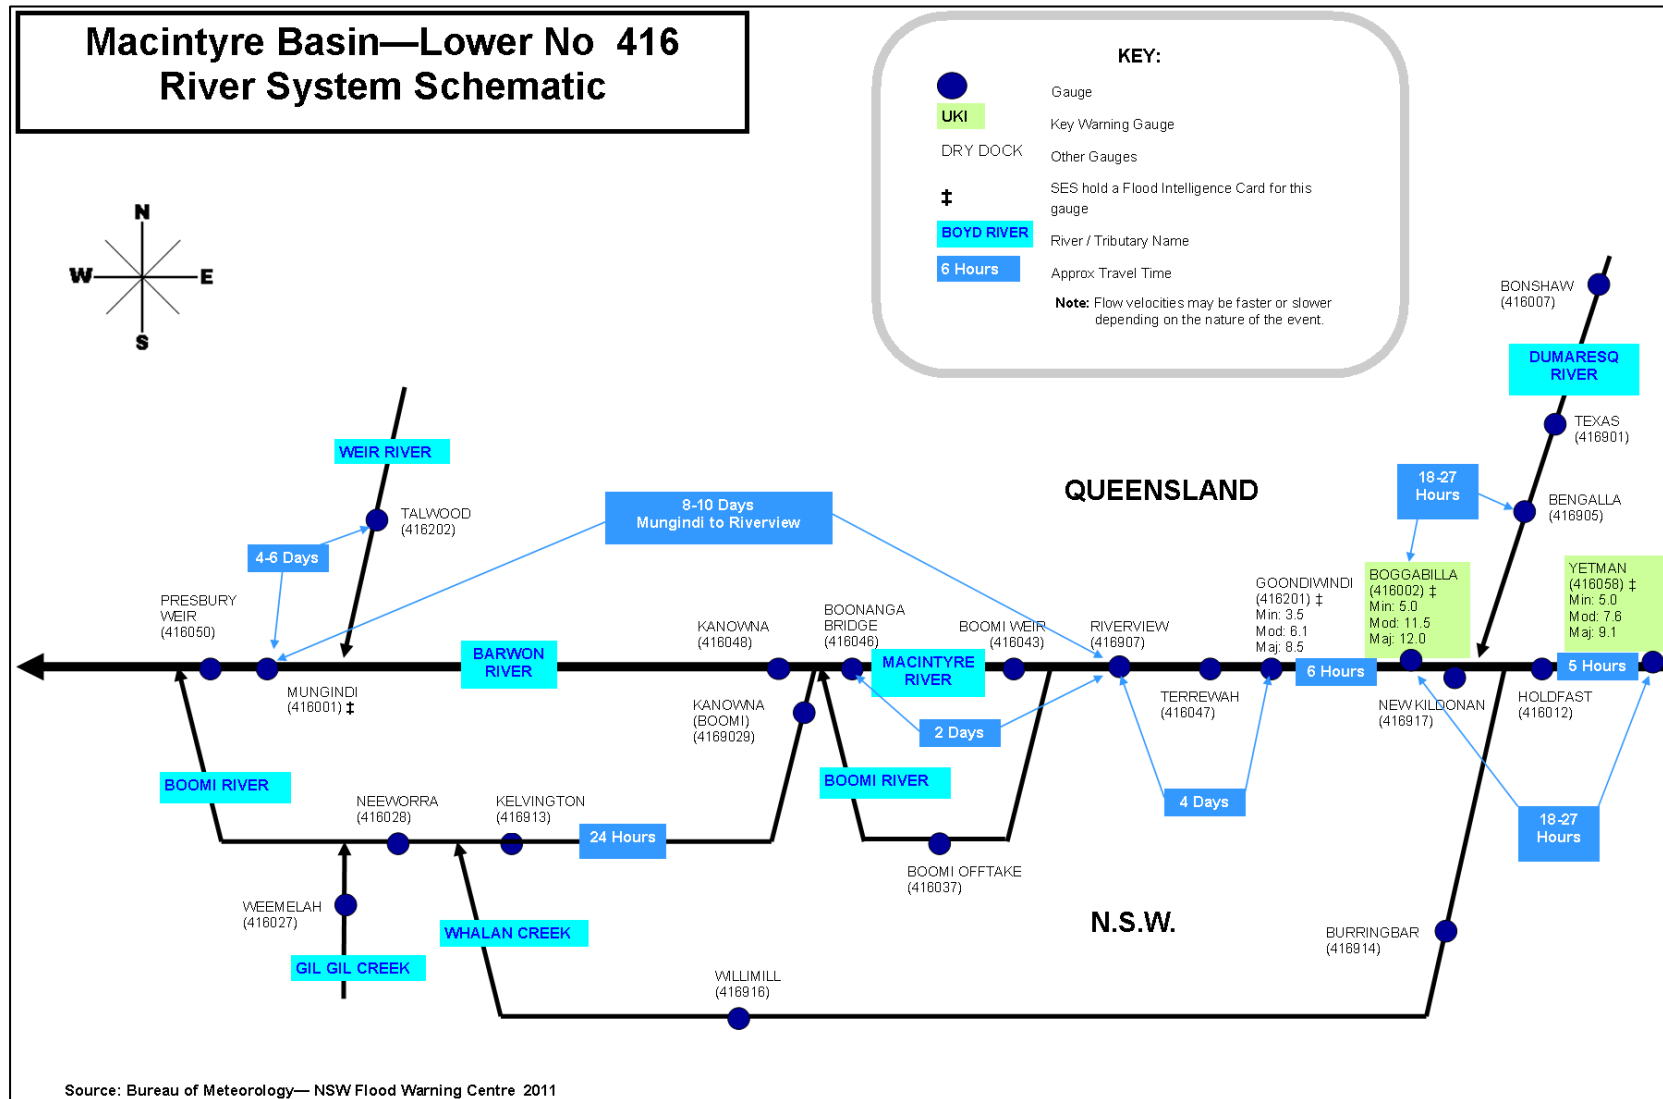 Macintyre Basin—Lower No 416
River System Schematic
KEY:
Gauge
UKI
Key Warning Gauge
DRY DOCK
Other Gauges
‡
SES hold a Flood Intelligence Card for this
gauge
BOYD RIVER
River / Tributary Name
6 Hours
Approx Travel Time
Note: Flow velocities may be faster or slower
depending on the nature of the event.
N
W
E
S
BONSHAW
(416007)
DUMARESQ
RIVER
TEXAS
(416901)
WEIR RIVER
QUEENSLAND
18-27
Hours
BENGALLA
(416905)
8-10 Days
Mungindi to Riverview
TALWOOD
(416202)
4-6 Days
PRESBURY
WEIR
(416050)
KANOWNA
(416048)
BOONANGA
BRIDGE
(416046)
BOOMI WEIR
(416043)
RIVERVIEW
(416907)
GOONDIWINDI
(416201) ‡
Min: 3.5
Mod: 6.1
Maj: 8.5
BOGGABILLA
(416002) ‡
Min: 5.0
Mod: 11.5
Maj: 12.0
YETMAN
(416058) ‡
Min: 5.0
Mod: 7.6
Maj: 9.1
BARWON
RIVER
MACINTYRE
RIVER
6 Hours
5 Hours
MUNGINDI
(416001) ‡
KANOWNA
(BOOMI)
(4169029)
TERREWAH
(416047)
NEW KILDONAN
(416917)
HOLDFAST
(416012)
2 Days
BOOMI RIVER
BOOMI RIVER
4 Days
NEEWORRA
(416028)
KELVINGTON
(416913)
24 Hours
18-27
Hours
BOOMI OFFTAKE
(416037)
WEEMELAH
(416027)
WHALAN CREEK
N.S.W.
BURRINGBAR
(416914)
GIL GIL CREEK
WILLIMILL
(416916)
Source: Bureau of Meteorology— NSW Flood Warning Centre 2011